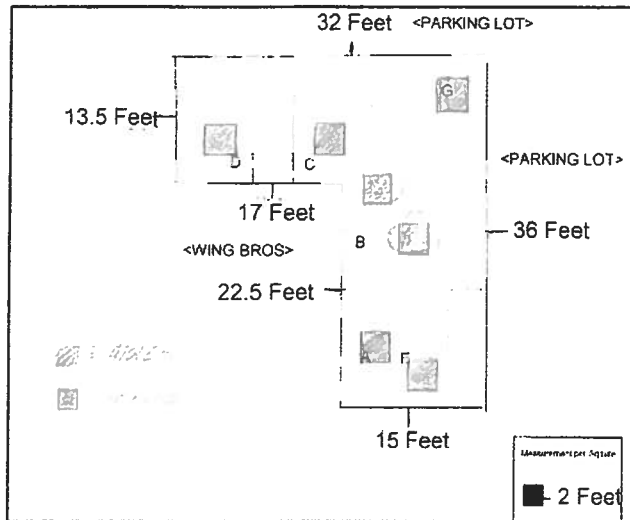 32 Feet <PARKING LOT>
G
13.5 Feet
D
C
<PARKING LOT>
17 Feet
36 Feet
B
<WING BROS>
22.5 Feet
A
15 Feet
Measurement per Square
2 Feet